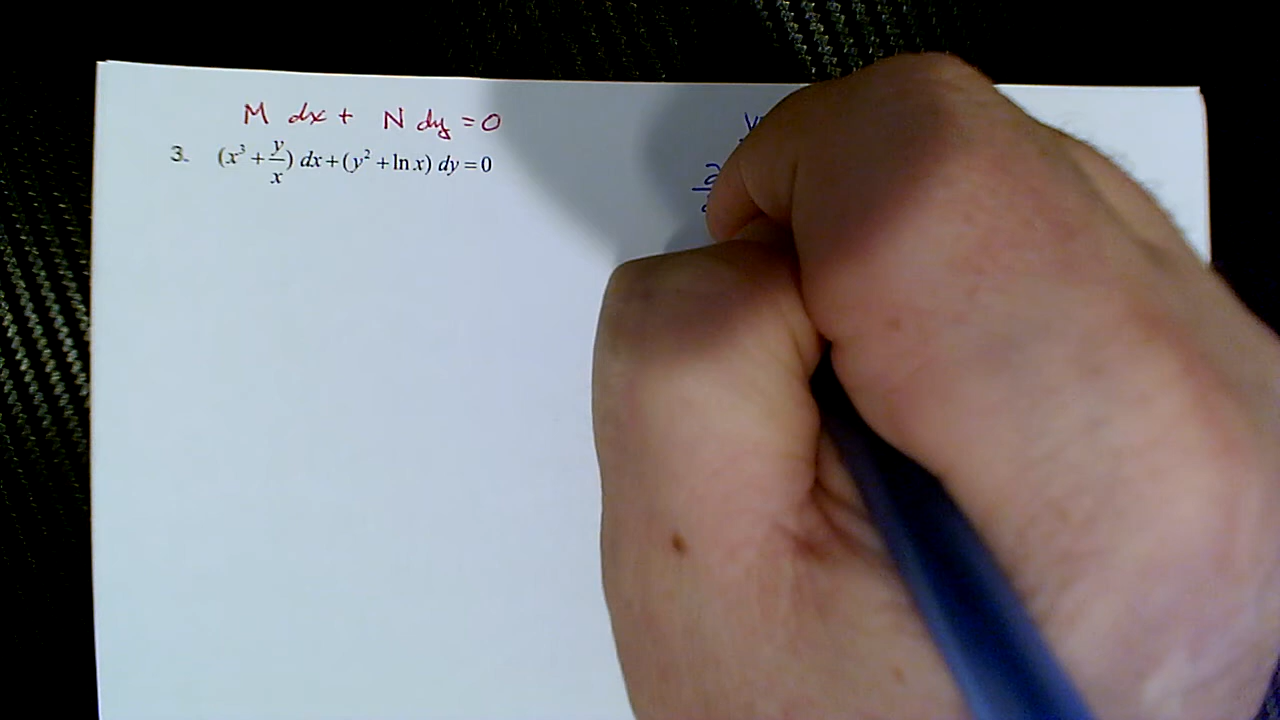 M dx + N dy = 0
3. (x³ + y/x) dx + (y² + ln x) dy = 0